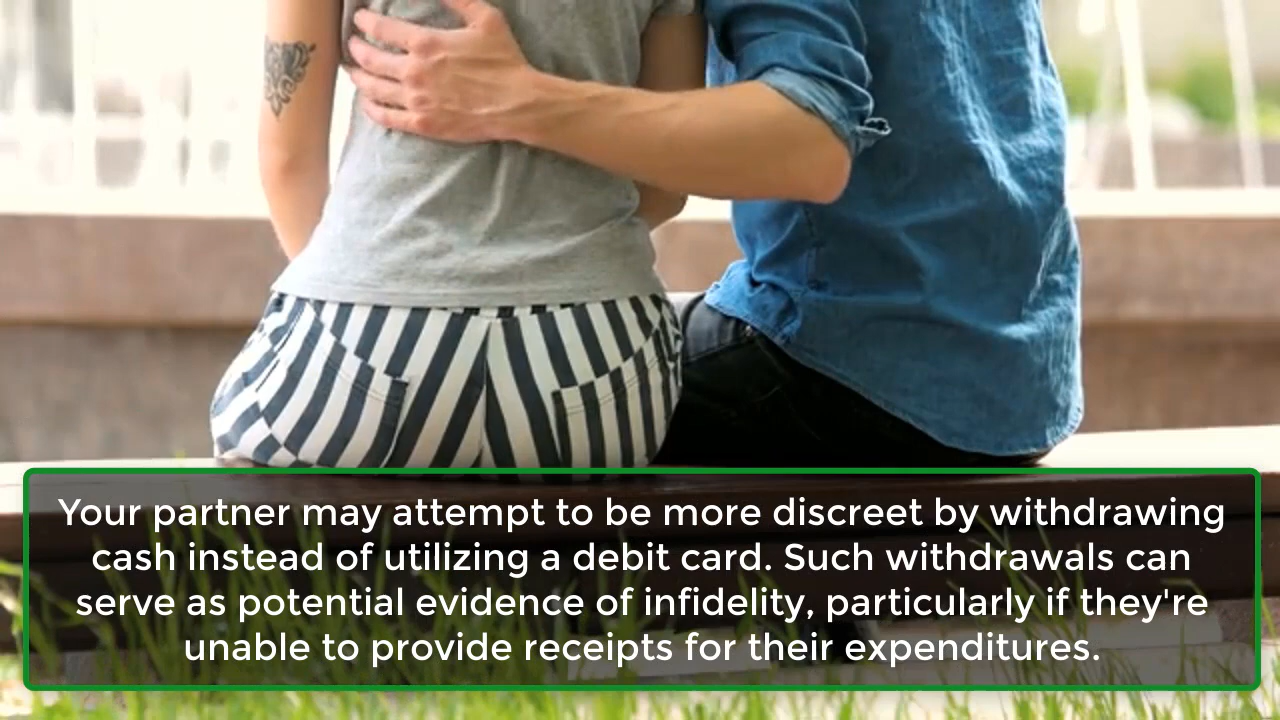 Your partner may attempt to be more discreet by withdrawing
cash instead of utilizing a debit card. Such withdrawals can
serve as potential evidence of infidelity, particularly if they're
unable to provide receipts for their expenditures.